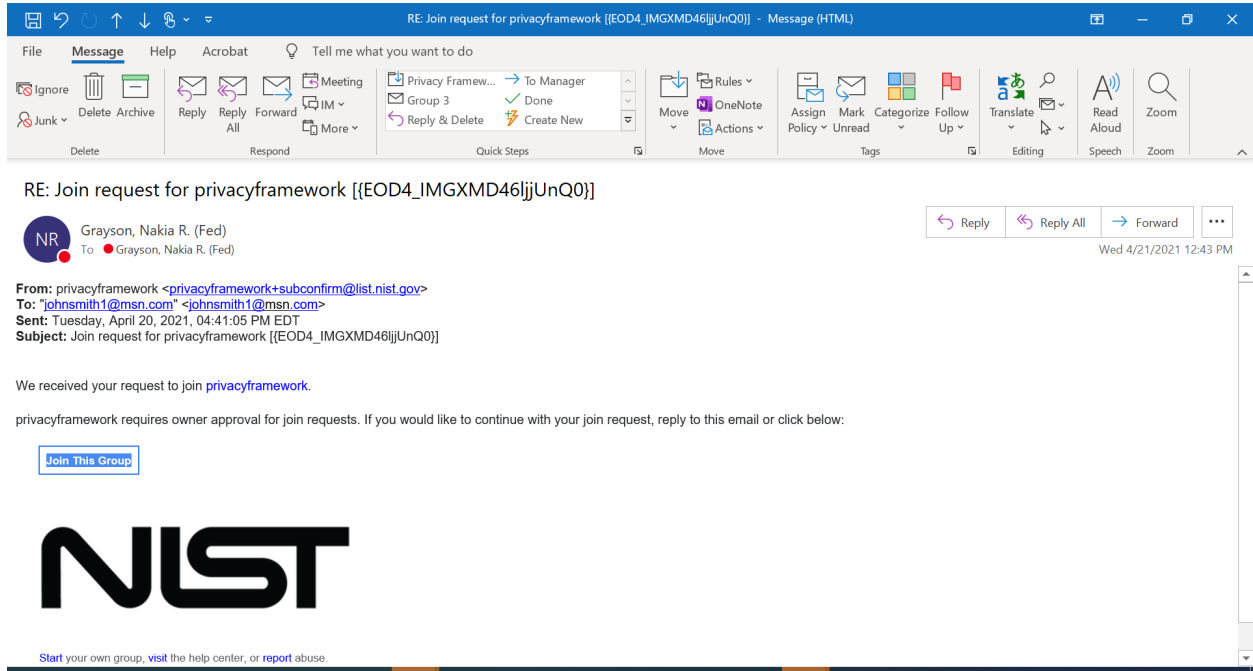 RE: Join request for privacyframework [{EOD4_IMGXMD46ljjUnQ0}] - Message (HTML)
File Message Help Acrobat Tell me what you want to do
Ignore
Junk
Delete Archive
Reply Reply All Forward
Meeting
IM
More
Privacy Framew... To Manager
Group 3 Done
Reply & Delete Create New
Move
Rules
OneNote
Actions
Assign Policy Mark Unread Categorize Follow Up
Translate
Read Aloud
Zoom
Delete Respond Quick Steps Move Tags Editing Speech Zoom
RE: Join request for privacyframework [{EOD4_IMGXMD46ljjUnQ0}]
NR
Grayson, Nakia R. (Fed)
To Grayson, Nakia R. (Fed)
Reply Reply All Forward
Wed 4/21/2021 12:43 PM
From: privacyframework <privacyframework+subconfirm@list.nist.gov>
To: "johnsmith1@msn.com" <johnsmith1@msn.com>
Sent: Tuesday, April 20, 2021, 04:41:05 PM EDT
Subject: Join request for privacyframework [{EOD4_IMGXMD46ljjUnQ0}]
We received your request to join privacyframework.
privacyframework requires owner approval for join requests. If you would like to continue with your join request, reply to this email or click below:
Join This Group
NIST
Start your own group, visit the help center, or report abuse.